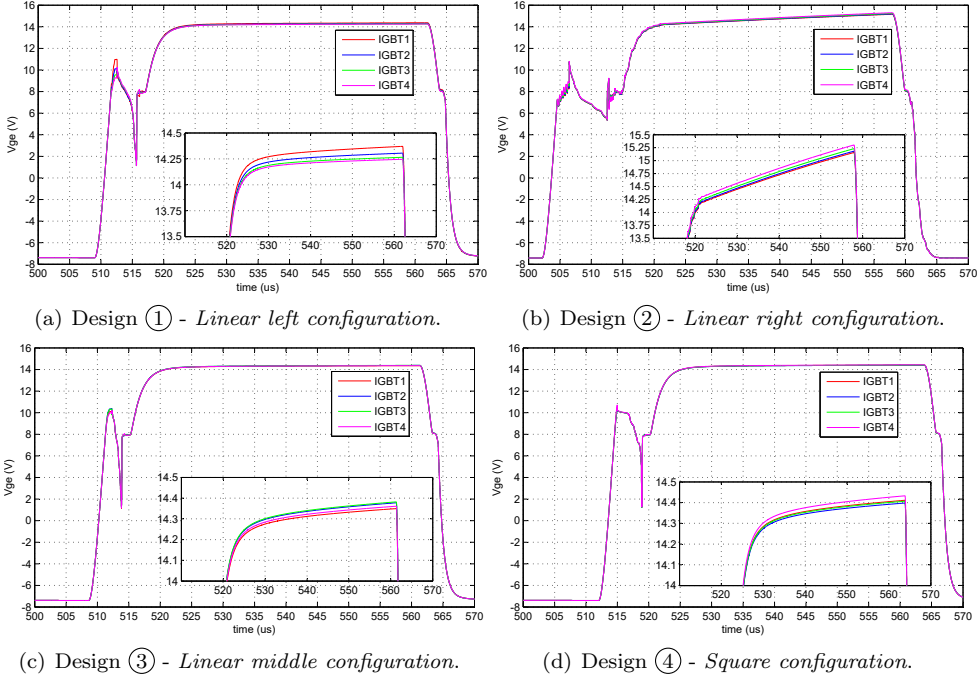 16
14
12
10
8
6
4
2
0
-2
-4
-6
-8
Vge (V)
500 505 510 515 520 525 530 535 540 545 550 555 560 565 570
time (us)
IGBT1
IGBT2
IGBT3
IGBT4
14.5
14.25
14
13.75
13.5
520 530 540 550 560 570
(a) Design ① - Linear left configuration.
16
14
12
10
8
6
4
2
0
-2
-4
-6
-8
500 505 510 515 520 525 530 535 540 545 550 555 560 565 570
time (us)
IGBT1
IGBT2
IGBT3
IGBT4
15.5
15.25
15
14.75
14.5
14.25
14
13.75
13.5
520 530 540 550 560 570
(b) Design ② - Linear right configuration.
16
14
12
10
8
6
4
2
0
-2
-4
-6
-8
Vge (V)
500 505 510 515 520 525 530 535 540 545 550 555 560 565 570
time (us)
IGBT1
IGBT2
IGBT3
IGBT4
14.5
14.4
14.3
14.2
14.1
14
520 530 540 550 560 570
(c) Design ③ - Linear middle configuration.
16
14
12
10
8
6
4
2
0
-2
-4
-6
-8
500 505 510 515 520 525 530 535 540 545 550 555 560 565 570
time (us)
IGBT1
IGBT2
IGBT3
IGBT4
14.5
14.4
14.3
14.2
14.1
14
520 530 540 550 560 570
(d) Design ④ - Square configuration.